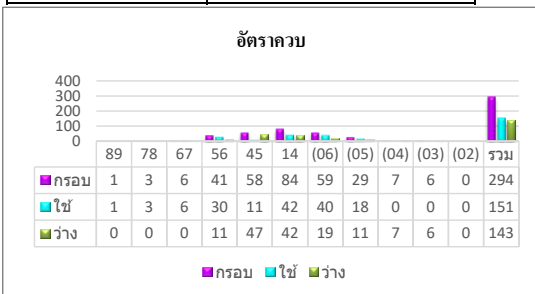 อัตราควบ
400
300
200
100
0
89 78 67 56 45 14 (06) (05) (04) (03) (02) รวม
กรอบ 1 3 6 41 58 84 59 29 7 6 0 294
ใช้ 1 3 6 30 11 42 40 18 0 0 0 151
ว่าง 0 0 0 11 47 42 19 11 7 6 0 143
กรอบ ใช้ ว่าง